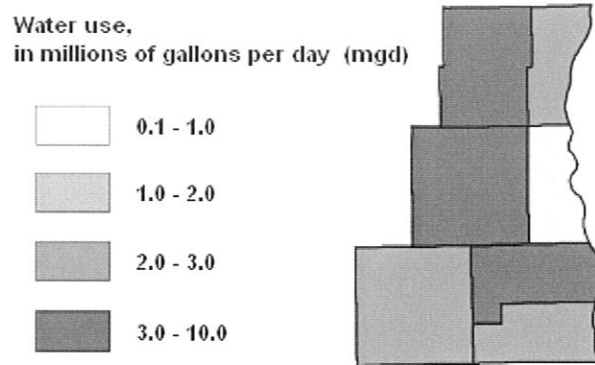 Water use,
in millions of gallons per day (mgd)
0.1 - 1.0
1.0 - 2.0
2.0 - 3.0
3.0 - 10.0